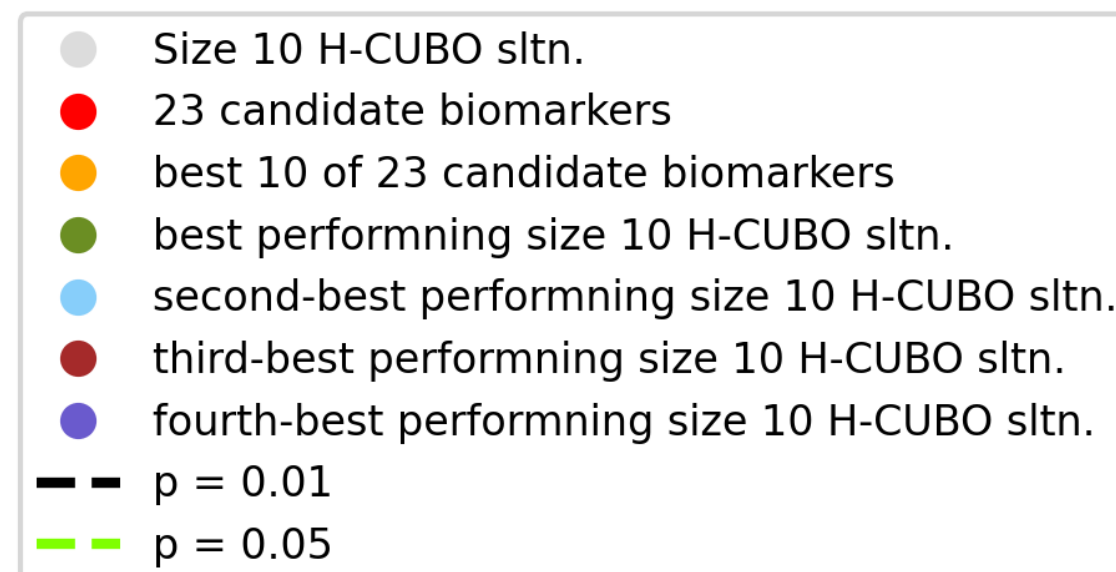 Size 10 H-CUBO sltn.
23 candidate biomarkers
best 10 of 23 candidate biomarkers
best performning size 10 H-CUBO sltn.
second-best performning size 10 H-CUBO sltn.
third-best performning size 10 H-CUBO sltn.
fourth-best performning size 10 H-CUBO sltn.
p = 0.01
p = 0.05